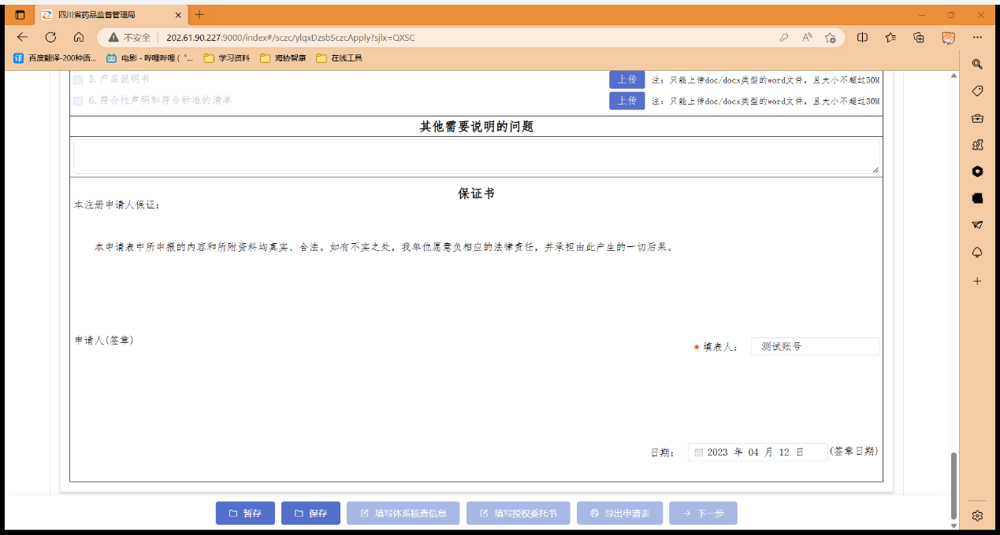 四川省药品监督管理局
不安全 202.61.90.227:9000/index#/sczc/ylqxDzsbSczcApply?sjlx=QXSC
百度翻译-200种语... 电影 - 哔哩哔哩 ( ゜... 学习资料 海协智康 在线工具
5. 产品说明书 上传 注：只能上传doc/docx类型的word文件，且大小不超过30M
6. 符合性声明和符合标准的清单 上传 注：只能上传doc/docx类型的word文件，且大小不超过30M
其他需要说明的问题
保证书
本注册申请人保证：
本申请表中所申报的内容和所附资料均真实、合法。如有不实之处，我单位愿意负相应的法律责任，并承担由此产生的一切后果。
申请人(签章)
* 填表人： 测试账号
日期： 2023 年 04 月 12 日 (签章日期)
暂存 保存 填写体系核查信息 填写授权委托书 导出申请表 下一步